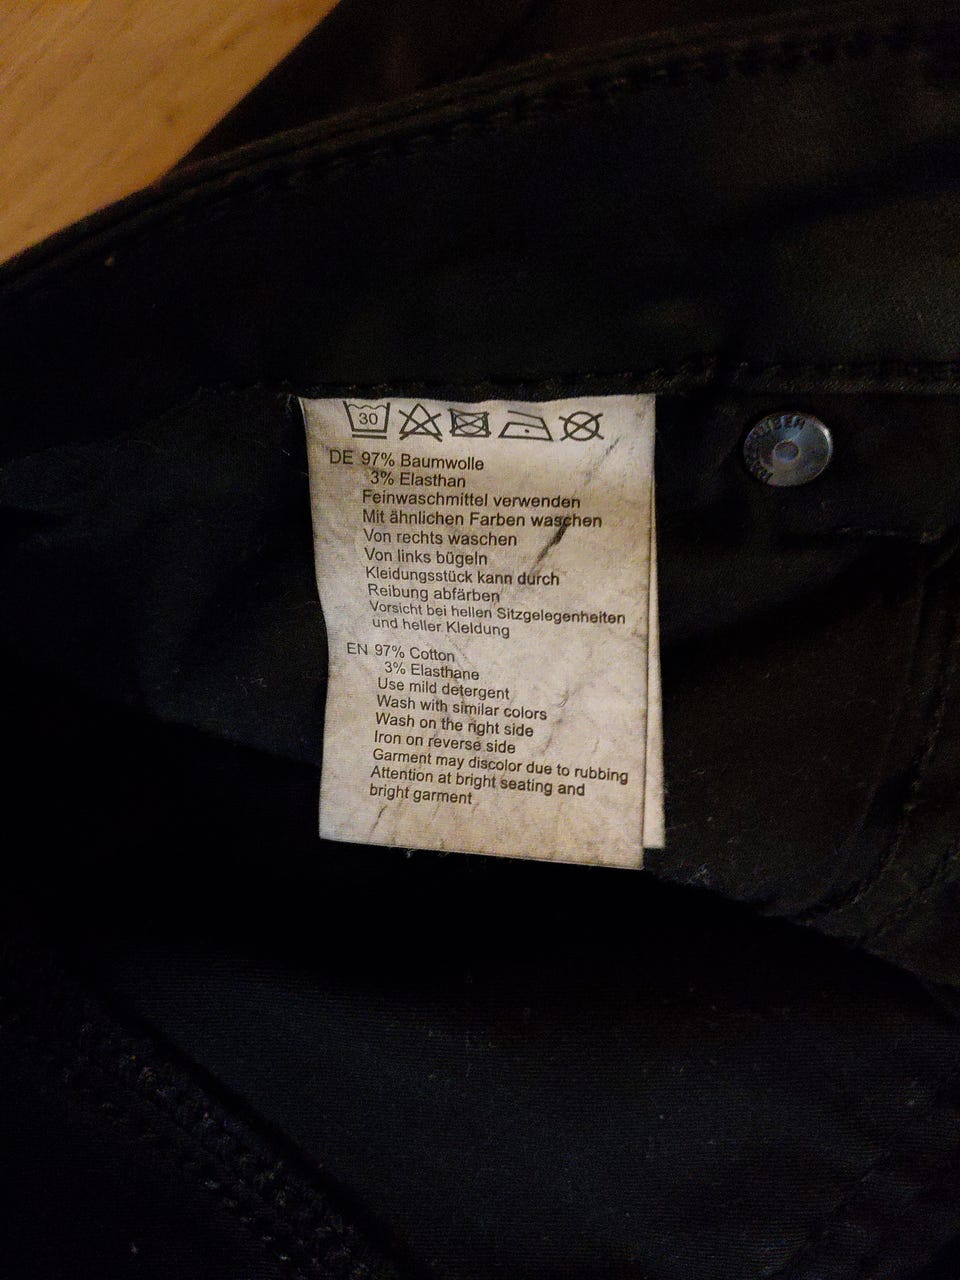 30
DE 97% Baumwolle
3% Elasthan
Feinwaschmittel verwenden
Mit ähnlichen Farben waschen
Von rechts waschen
Von links bügeln
Kleidungsstück kann durch
Reibung abfärben
Vorsicht bei hellen Sitzgelegenheiten
und heller Kleidung
EN 97% Cotton
3% Elasthane
Use mild detergent
Wash with similar colors
Wash on the right side
Iron on reverse side
Garment may discolor due to rubbing
Attention at bright seating and
bright garment